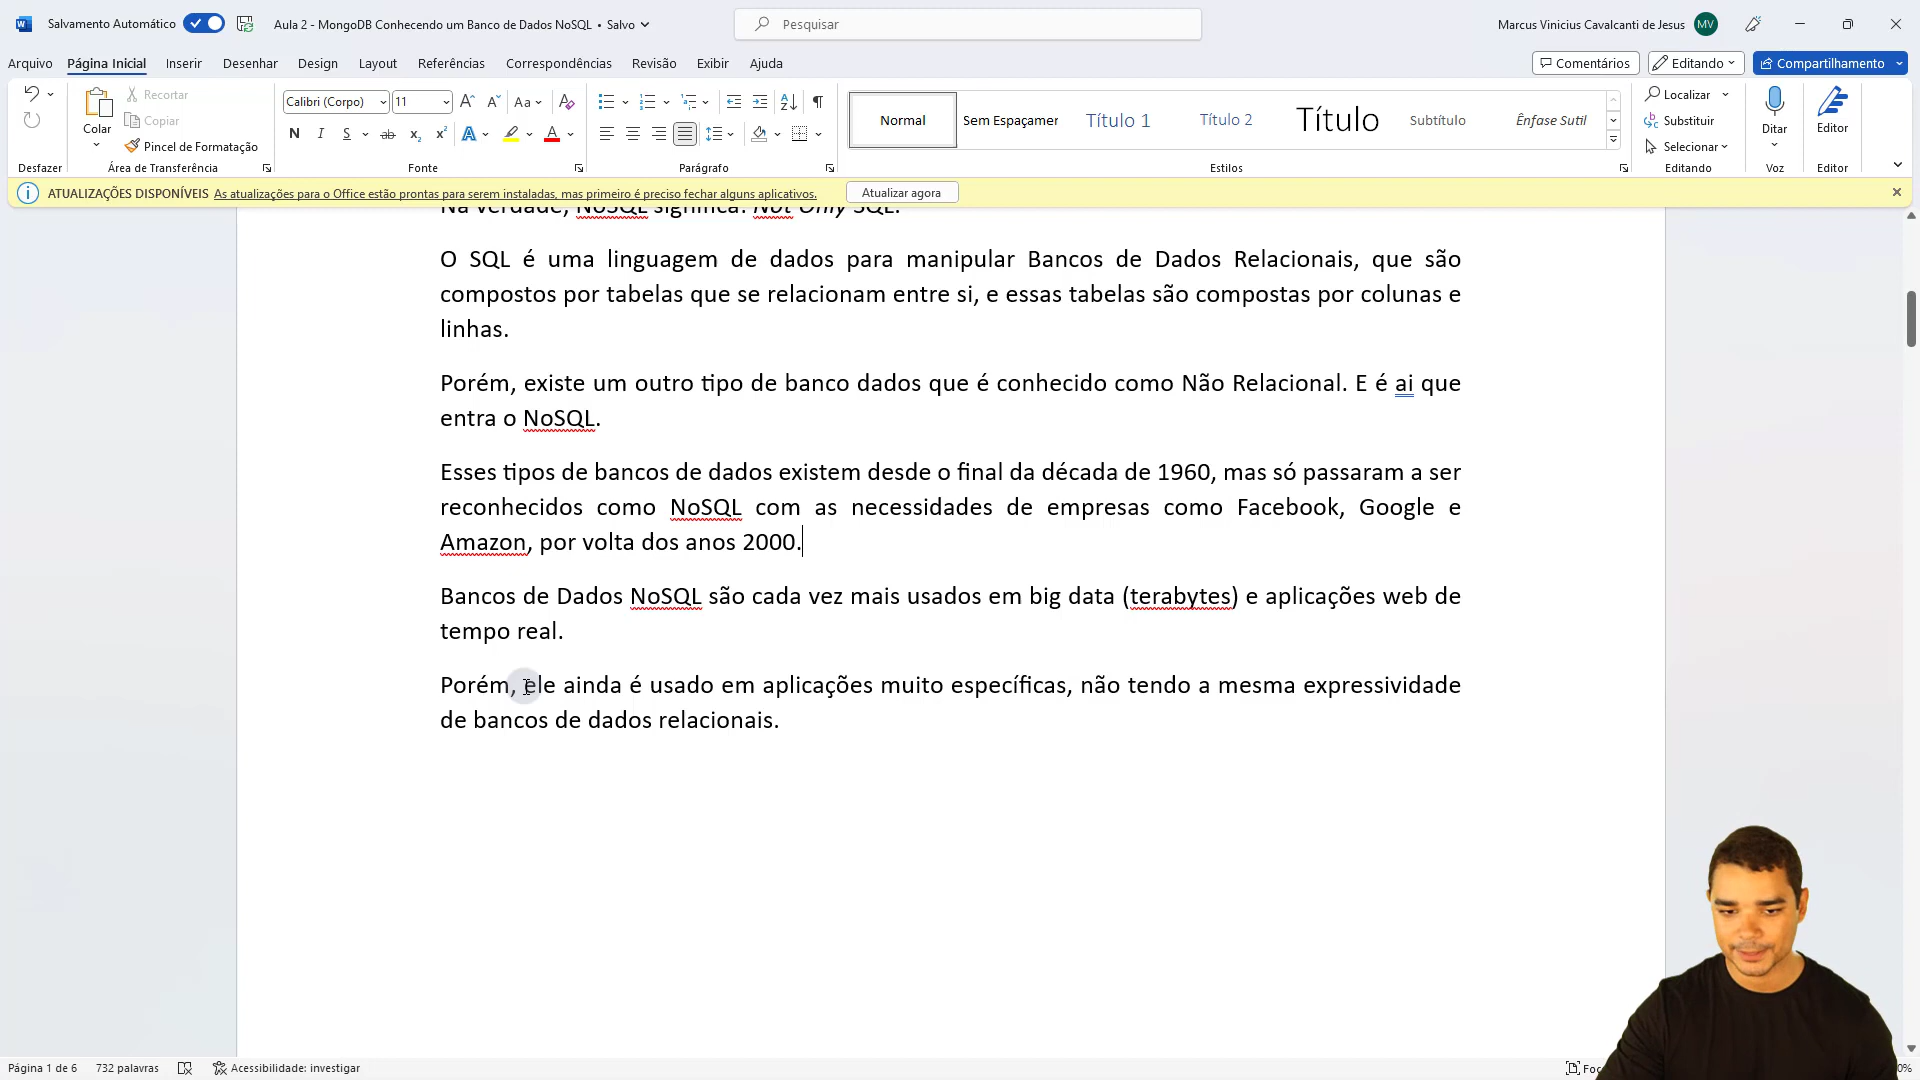 Salvamento Automático
Aula 2 - MongoDB Conhecendo um Banco de Dados NoSQL • Salvo
Pesquisar
Marcus Vinicius Cavalcanti de Jesus
MV
Arquivo Página Inicial Inserir Desenhar Design Layout Referências Correspondências Revisão Exibir Ajuda
Comentários Editando Compartilhamento
Colar
Recortar
Copiar
Pincel de Formatação
Calibri (Corpo) 11
Normal
Sem Espaçamer
Título 1
Título 2
Título
Subtítulo
Ênfase Sutil
Localizar
Substituir
Selecionar
Ditar
Editor
Desfazer Área de Transferência Fonte Parágrafo Estilos Editando Voz Editor
ATUALIZAÇÕES DISPONÍVEIS As atualizações para o Office estão prontas para serem instaladas, mas primeiro é preciso fechar alguns aplicativos. Atualizar agora
Na verdade, NoSQL significa: Not Only SQL.
O SQL é uma linguagem de dados para manipular Bancos de Dados Relacionais, que são
compostos por tabelas que se relacionam entre si, e essas tabelas são compostas por colunas e
linhas.
Porém, existe um outro tipo de banco dados que é conhecido como Não Relacional. E é ai que
entra o NoSQL.
Esses tipos de bancos de dados existem desde o final da década de 1960, mas só passaram a ser
reconhecidos como NoSQL com as necessidades de empresas como Facebook, Google e
Amazon, por volta dos anos 2000.
Bancos de Dados NoSQL são cada vez mais usados em big data (terabytes) e aplicações web de
tempo real.
Porém, ele ainda é usado em aplicações muito específicas, não tendo a mesma expressividade
de bancos de dados relacionais.
Página 1 de 6 732 palavras Acessibilidade: investigar